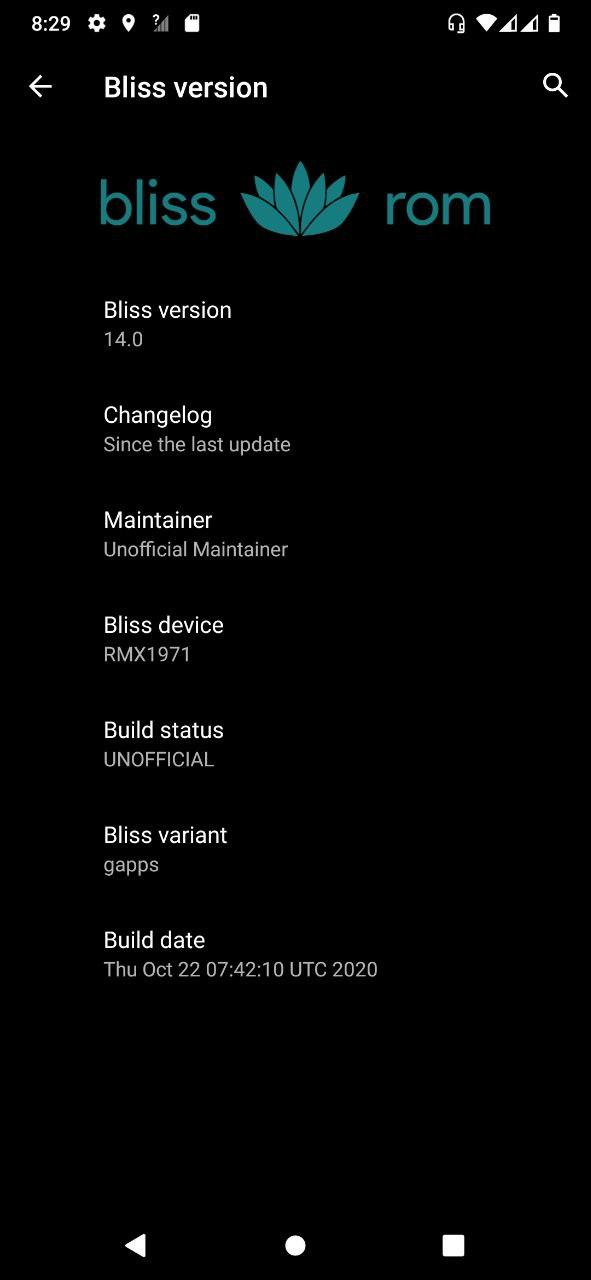 8:29
Bliss version
bliss rom
Bliss version
14.0
Changelog
Since the last update
Maintainer
Unofficial Maintainer
Bliss device
RMX1971
Build status
UNOFFICIAL
Bliss variant
gapps
Build date
Thu Oct 22 07:42:10 UTC 2020